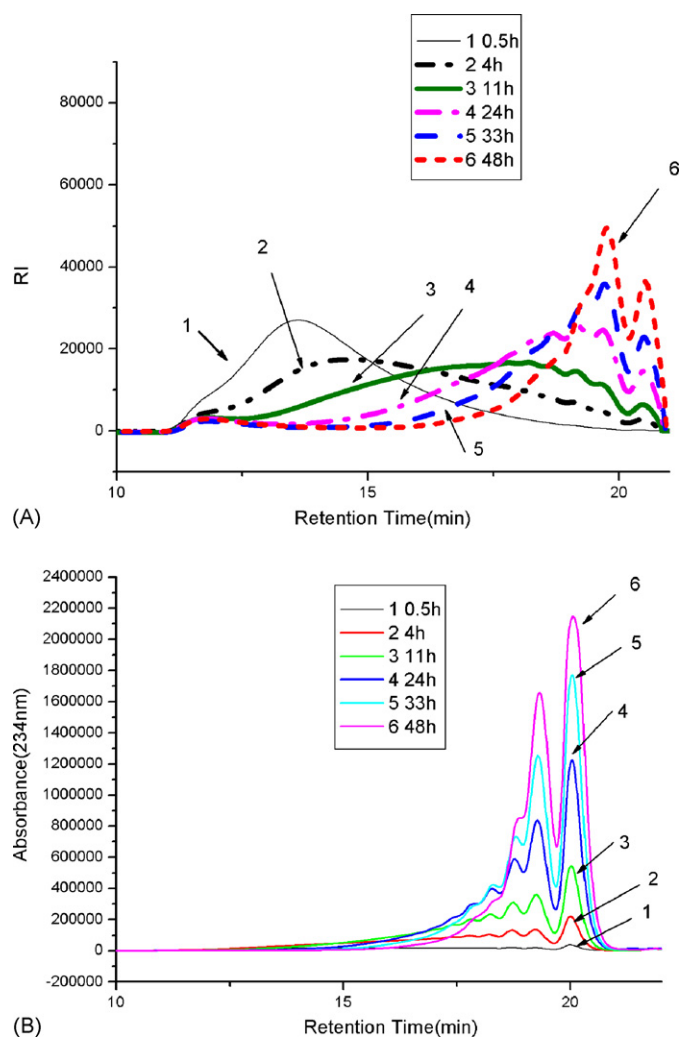 1 0.5h
2 4h
3 11h
4 24h
5 33h
6 48h
80000
60000
40000
20000
0
RI
1
2
3
4
5
6
10
15
20
Retention Time(min)
(A)
2400000
2200000
2000000
1800000
1600000
1400000
1200000
1000000
800000
600000
400000
200000
0
-200000
Absorbance(234nm)
1 0.5h
2 4h
3 11h
4 24h
5 33h
6 48h
6
5
4
3
2
1
10
15
20
Retention Time(min)
(B)